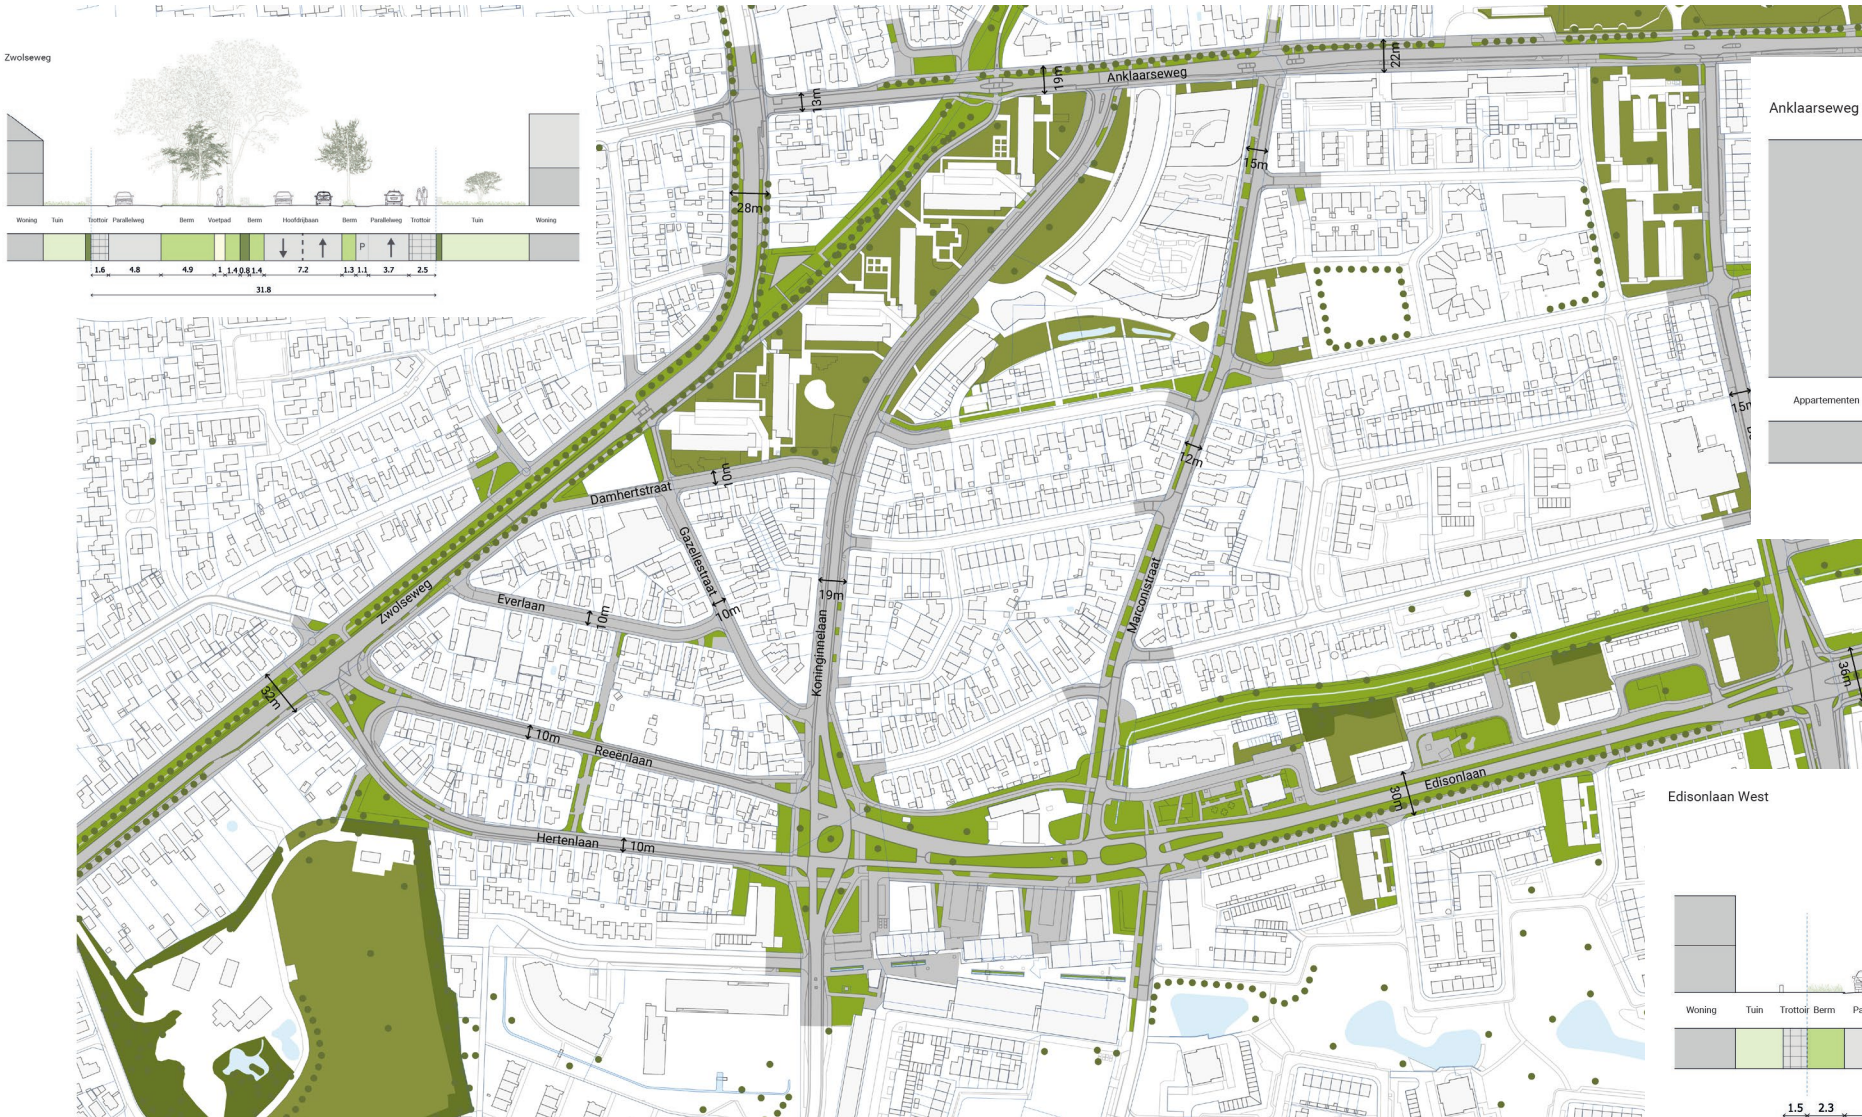 Zwolseweg
Woning Tuin Trottoir Parallelweg Berm Voetpad Berm Hoofdrijbaan Berm Parallelweg Trottoir Tuin Woning
P
1.6 4.8 4.9 1 1.4 0.8 1.4 7.2 1.3 1.1 3.7 2.5
31.8
Anklaarseweg
13m
19m
22m
15m
28m
Anklaarseweg
Appartementen
15m
12m
10m
Damhertstraat
Gazellestraat
10m
Zwolseweg
Everlaan
10m
Koninginnelaan
19m
Marconistraat
32m
36m
10m
Reeënlaan
Edisonlaan
30m
Hertenlaan
10m
Edisonlaan West
Woning Tuin Trottoir Berm Pa
1.5 2.3